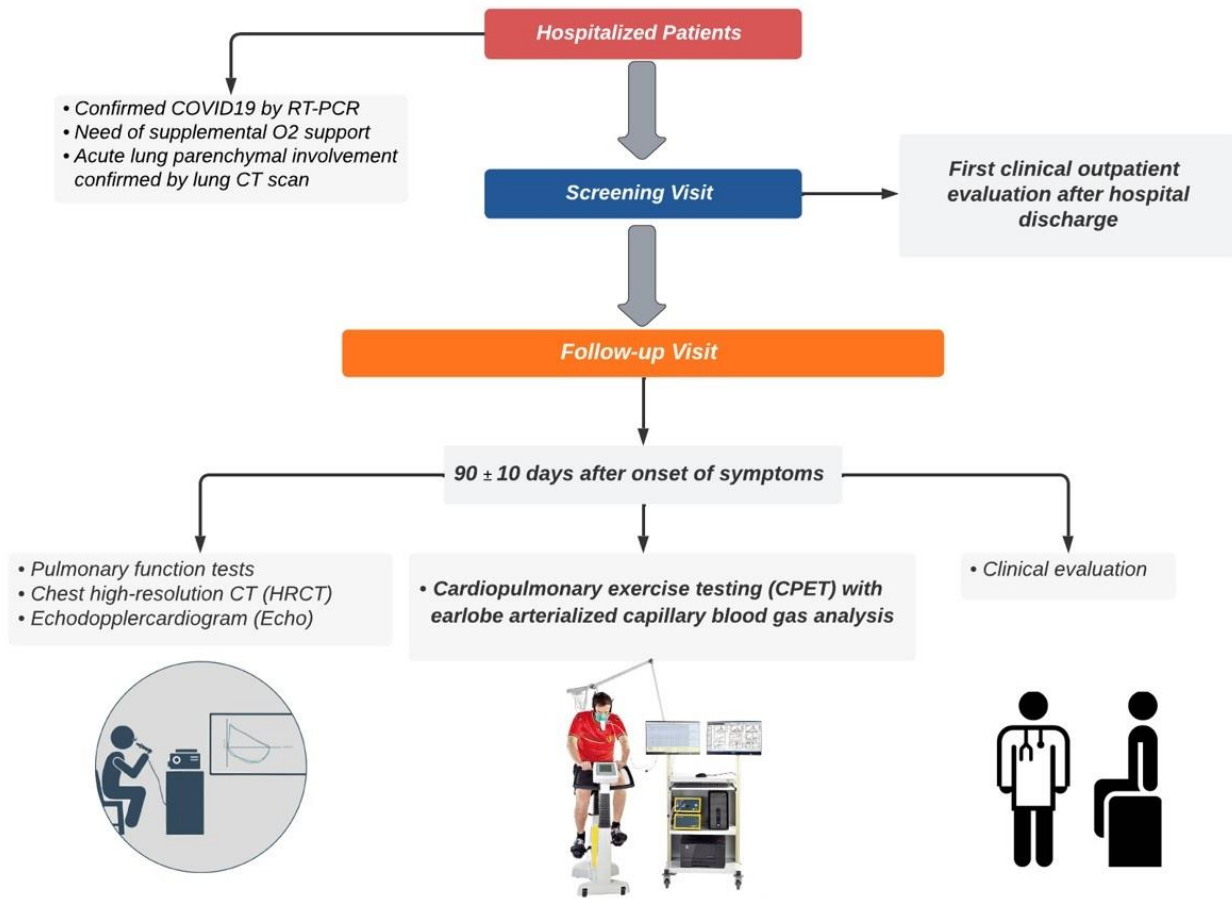 Hospitalized Patients
• Confirmed COVID19 by RT-PCR
• Need of supplemental O2 support
• Acute lung parenchymal involvement
confirmed by lung CT scan
Screening Visit
First clinical outpatient
evaluation after hospital
discharge
Follow-up Visit
90 ± 10 days after onset of symptoms
• Pulmonary function tests
• Chest high-resolution CT (HRCT)
• Echodopplercardiogram (Echo)
• Cardiopulmonary exercise testing (CPET) with
earlobe arterialized capillary blood gas analysis
• Clinical evaluation